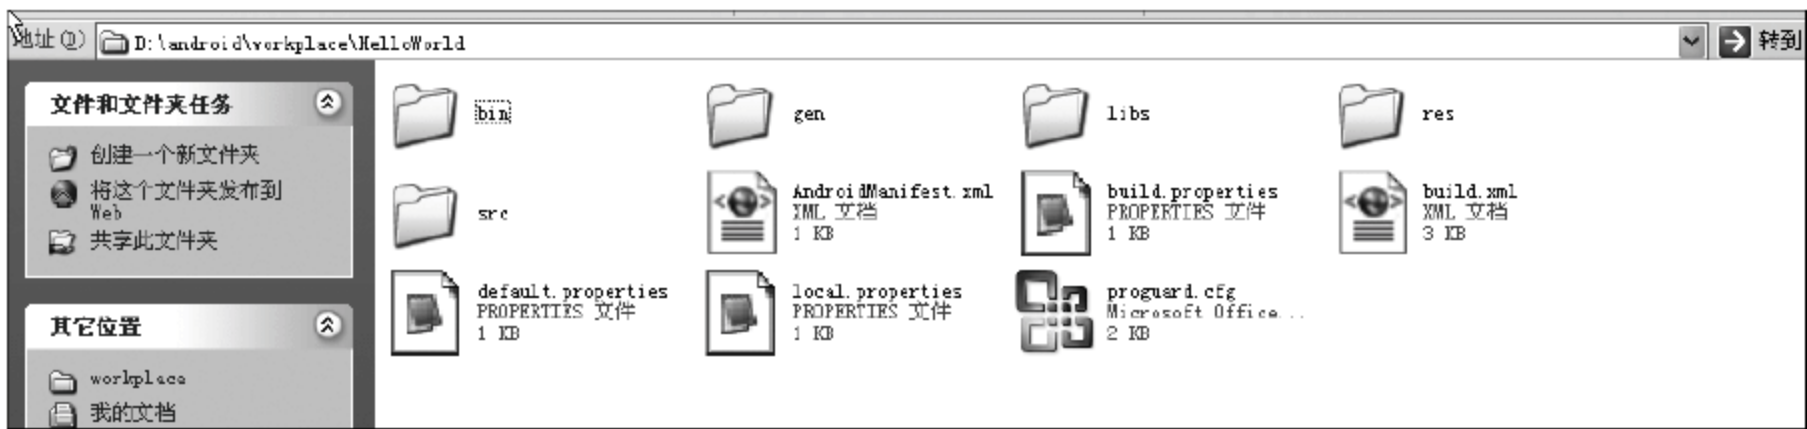 地址(D) D:\android\workplace\HelloWorld 转到
文件和文件夹任务
创建一个新文件夹
将这个文件夹发布到
Web
共享此文件夹
其它位置
workplace
我的文档
bin
gen
libs
res
src
AndroidManifest.xml
XML 文档
1 KB
build.properties
PROPERTIES 文件
1 KB
build.xml
XML 文档
3 KB
default.properties
PROPERTIES 文件
1 KB
local.properties
PROPERTIES 文件
1 KB
proguard.cfg
Microsoft Office...
2 KB